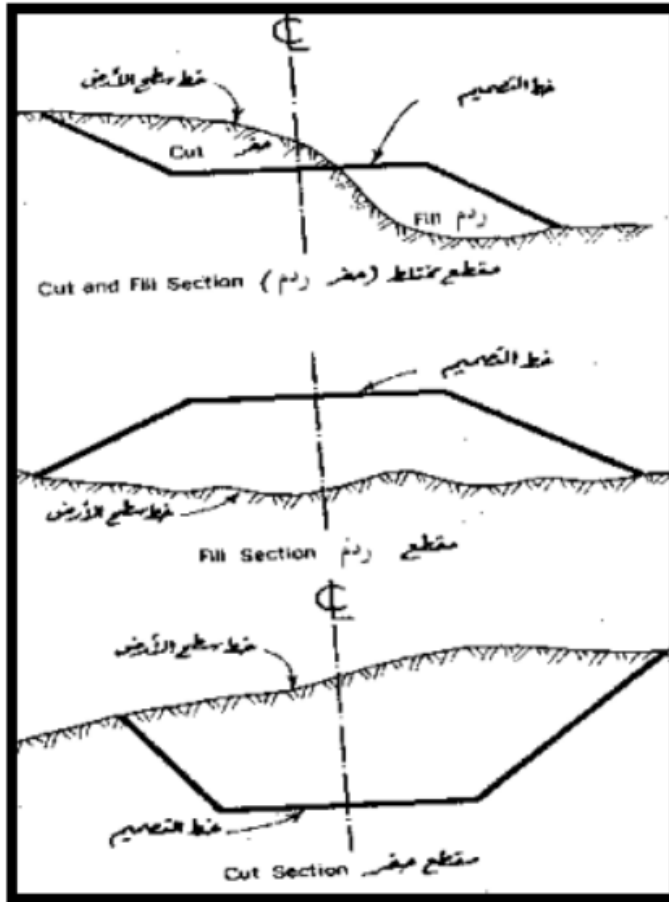 ℄
خط سطح الأرض
خط التصميم
Cut حفر
Fill ردم
Cut and Fill Section مقطع مختلط (حفر ردم)
خط التصميم
خط سطح الأرض
Fill Section مقطع ردم
℄
خط سطح الأرض
خط التصميم
Cut Section مقطع حفر